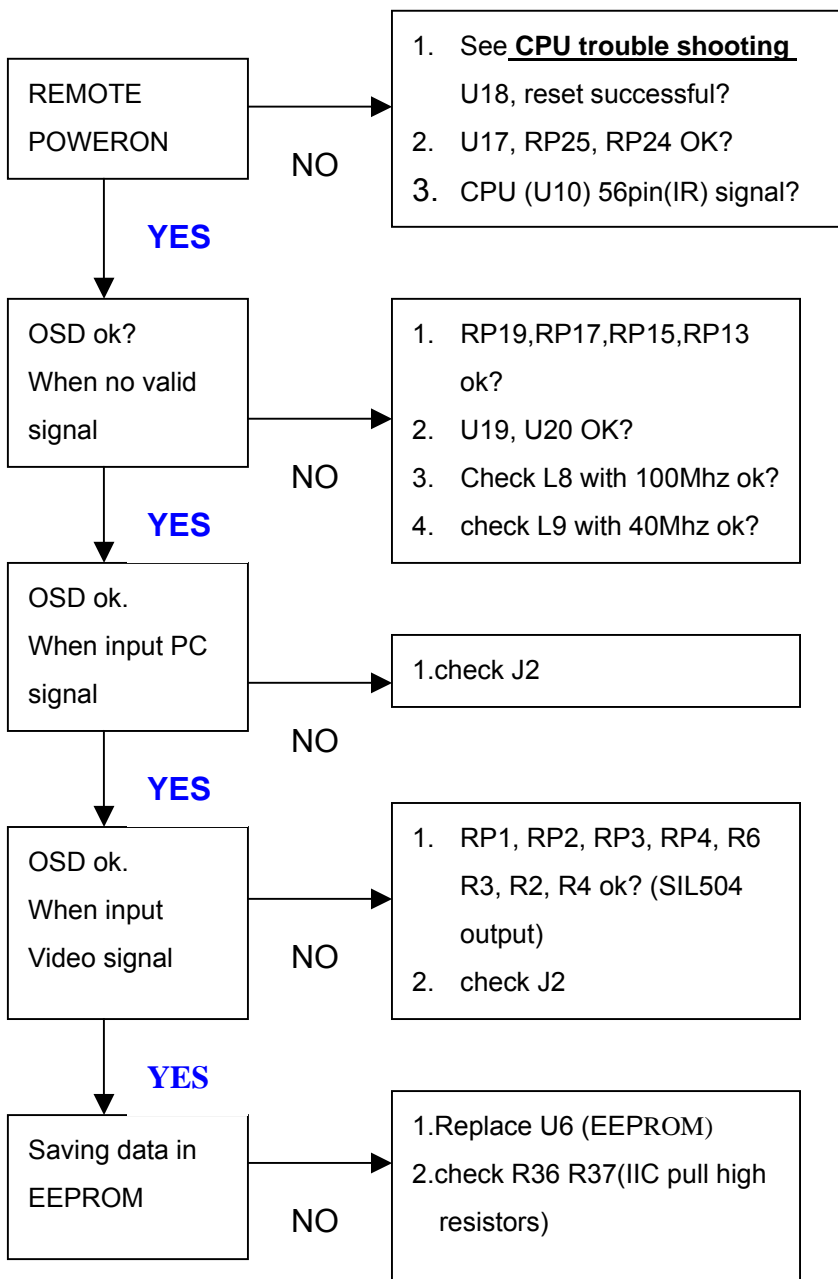 REMOTE
POWERON
NO
1. See CPU trouble shooting
U18, reset successful?
2. U17, RP25, RP24 OK?
3. CPU (U10) 56pin(IR) signal?
YES
OSD ok?
When no valid
signal
NO
1. RP19,RP17,RP15,RP13
ok?
2. U19, U20 OK?
3. Check L8 with 100Mhz ok?
4. check L9 with 40Mhz ok?
YES
OSD ok.
When input PC
signal
NO
1.check J2
YES
OSD ok.
When input
Video signal
NO
1. RP1, RP2, RP3, RP4, R6
R3, R2, R4 ok? (SIL504
output)
2. check J2
YES
Saving data in
EEPROM
NO
1.Replace U6 (EEPROM)
2.check R36 R37(IIC pull high
resistors)